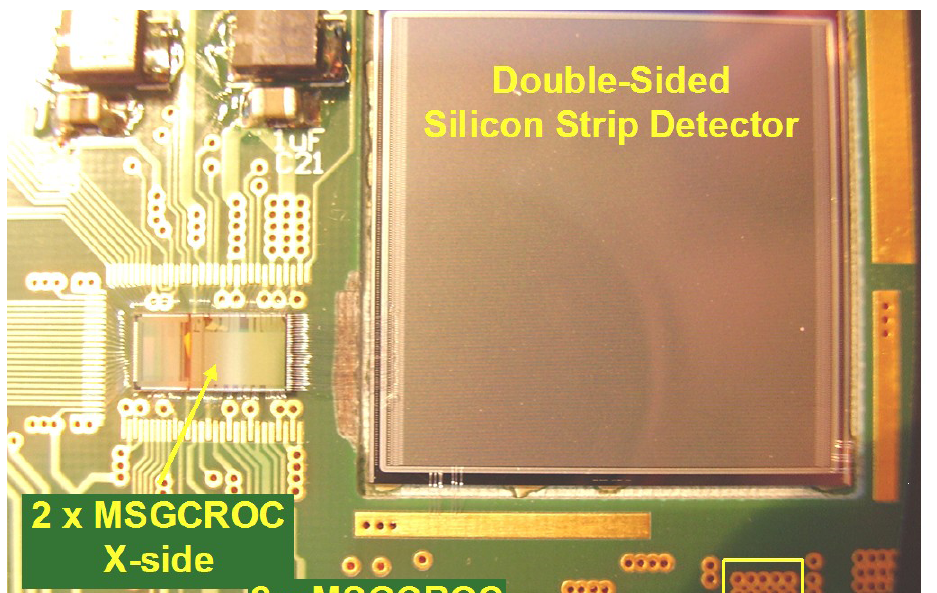 Double-Sided
Silicon Strip Detector
1uF
C21
2 x MSGCROC
X-side